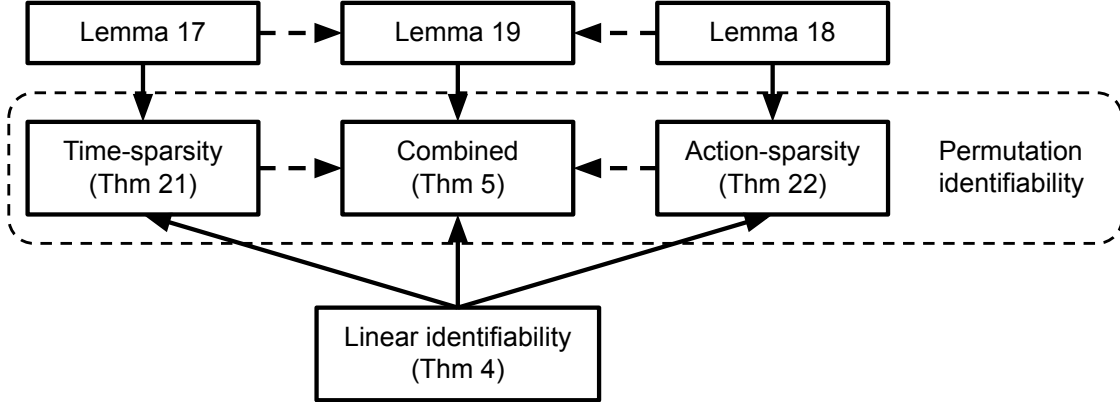 Lemma 17
Lemma 19
Lemma 18
Time-sparsity
(Thm 21)
Combined
(Thm 5)
Action-sparsity
(Thm 22)
Permutation
identifiability
Linear identifiability
(Thm 4)